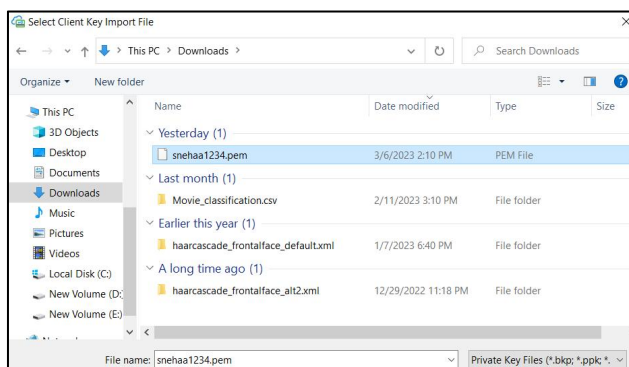 Select Client Key Import File
This PC > Downloads >
Search Downloads
Organize
New folder
This PC
3D Objects
Desktop
Documents
Downloads
Music
Pictures
Videos
Local Disk (C:)
New Volume (D:)
New Volume (E:)
Name Date modified Type Size
Yesterday (1)
snehaa1234.pem 3/6/2023 2:10 PM PEM File
Last month (1)
Movie_classification.csv 2/11/2023 3:10 PM File folder
Earlier this year (1)
haarcascade_frontalface_default.xml 1/7/2023 6:40 PM File folder
A long time ago (1)
haarcascade_frontalface_alt2.xml 12/29/2022 11:18 PM File folder
File name: snehaa1234.pem Private Key Files (*.bkp; *.ppk; *.